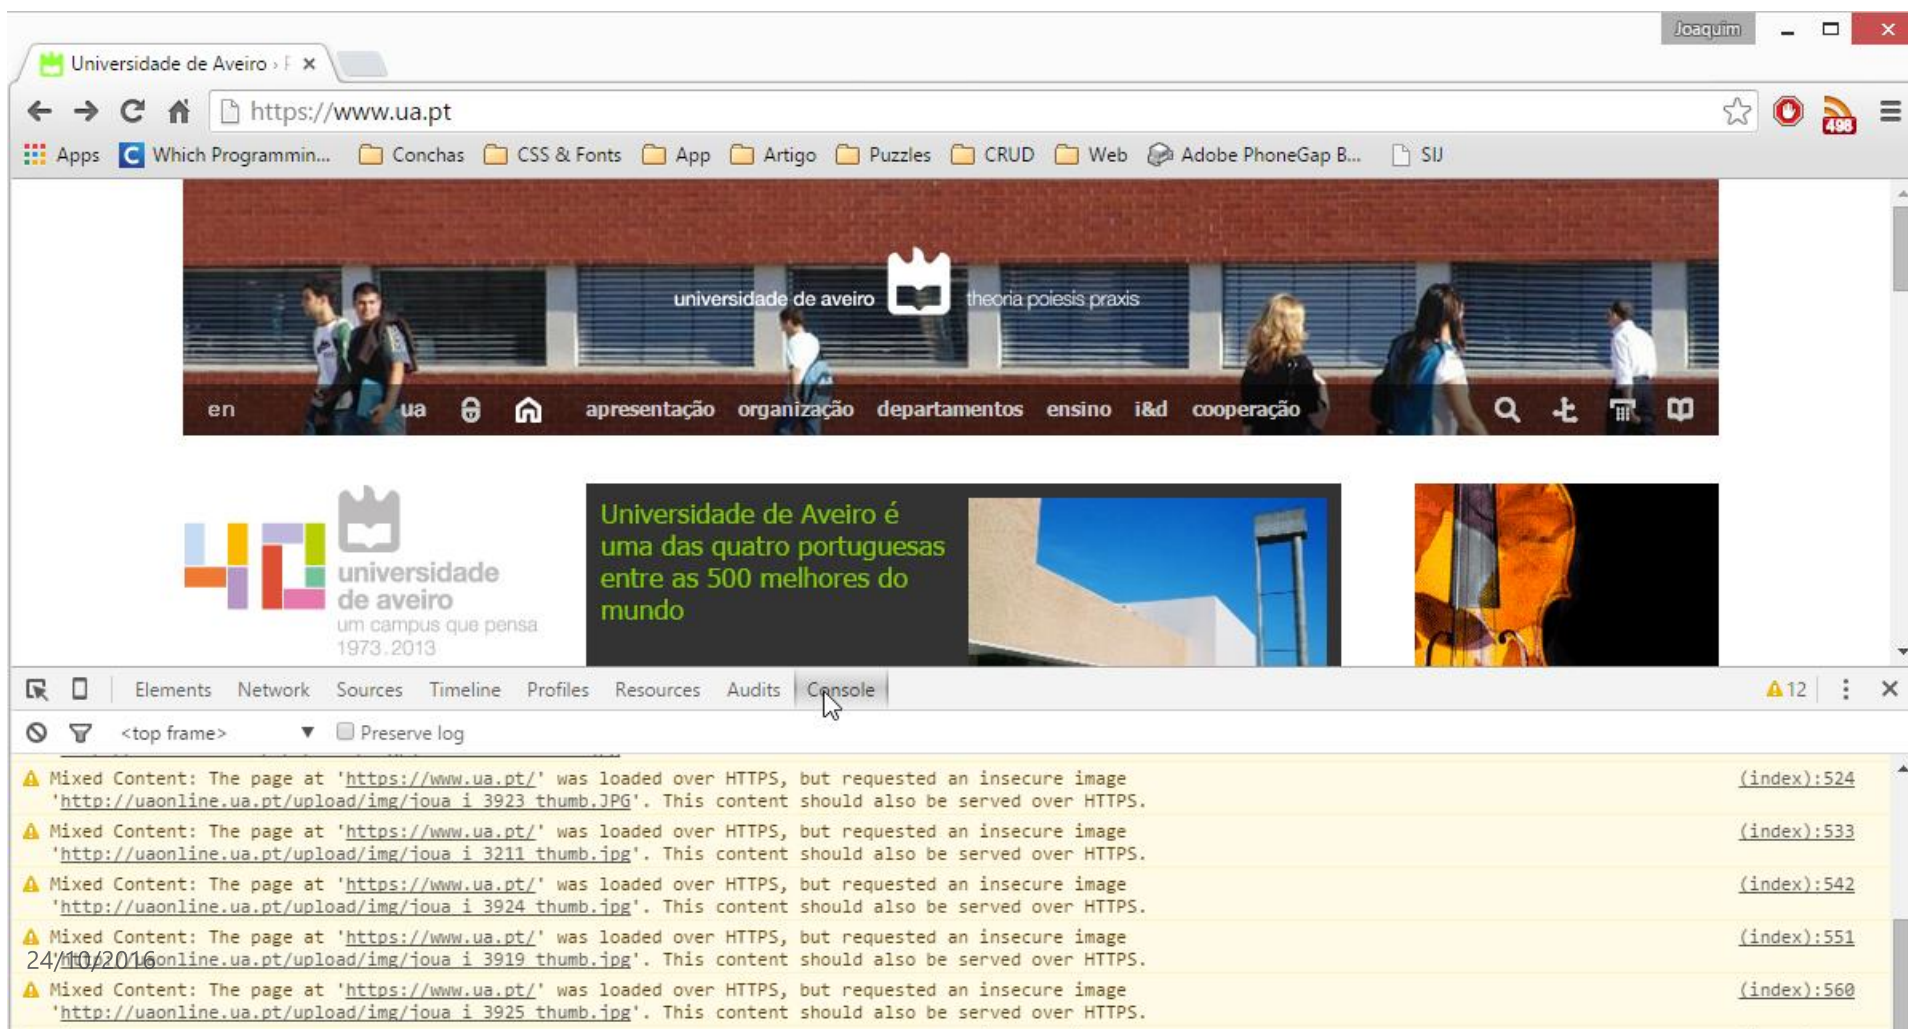 Joaquim
Universidade de Aveiro › F
https://www.ua.pt
498
Apps Which Programmin... Conchas CSS & Fonts App Artigo Puzzles CRUD Web Adobe PhoneGap B... SIJ
universidade de aveiro theoria poiesis praxis
en ua apresentação organização departamentos ensino i&d cooperação
Universidade de Aveiro é
uma das quatro portuguesas
entre as 500 melhores do
mundo
40
universidade
de aveiro
um campus que pensa
1973.2013
Elements Network Sources Timeline Profiles Resources Audits Console 12
<top frame> Preserve log
Mixed Content: The page at 'https://www.ua.pt/' was loaded over HTTPS, but requested an insecure image (index):524
'http://uaonline.ua.pt/upload/img/joua_i_3923_thumb.JPG'. This content should also be served over HTTPS.
Mixed Content: The page at 'https://www.ua.pt/' was loaded over HTTPS, but requested an insecure image (index):533
'http://uaonline.ua.pt/upload/img/joua_i_3211_thumb.jpg'. This content should also be served over HTTPS.
Mixed Content: The page at 'https://www.ua.pt/' was loaded over HTTPS, but requested an insecure image (index):542
'http://uaonline.ua.pt/upload/img/joua_i_3924_thumb.jpg'. This content should also be served over HTTPS.
Mixed Content: The page at 'https://www.ua.pt/' was loaded over HTTPS, but requested an insecure image (index):551
24/10/2016
'http://uaonline.ua.pt/upload/img/joua_i_3919_thumb.jpg'. This content should also be served over HTTPS.
Mixed Content: The page at 'https://www.ua.pt/' was loaded over HTTPS, but requested an insecure image (index):560
'http://uaonline.ua.pt/upload/img/joua_i_3925_thumb.jpg'. This content should also be served over HTTPS.